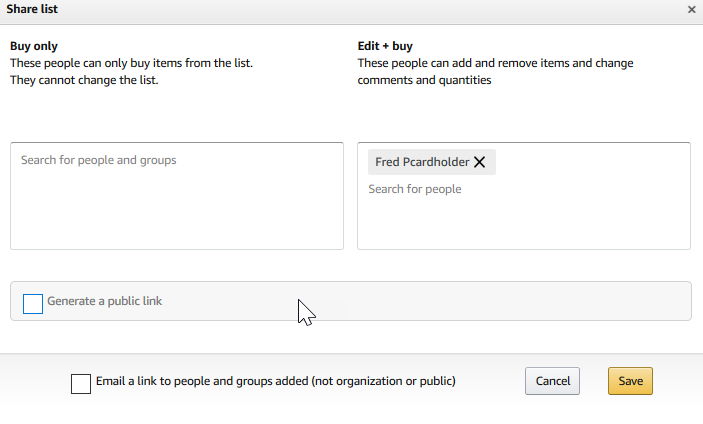 Share list
Buy only
These people can only buy items from the list.
They cannot change the list.
Edit + buy
These people can add and remove items and change
comments and quantities
Search for people and groups
Fred Pcardholder
Search for people
Generate a public link
Email a link to people and groups added (not organization or public)
Cancel
Save